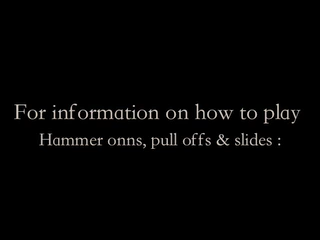 For information on how to play
Hammer onns, pull offs & slides :